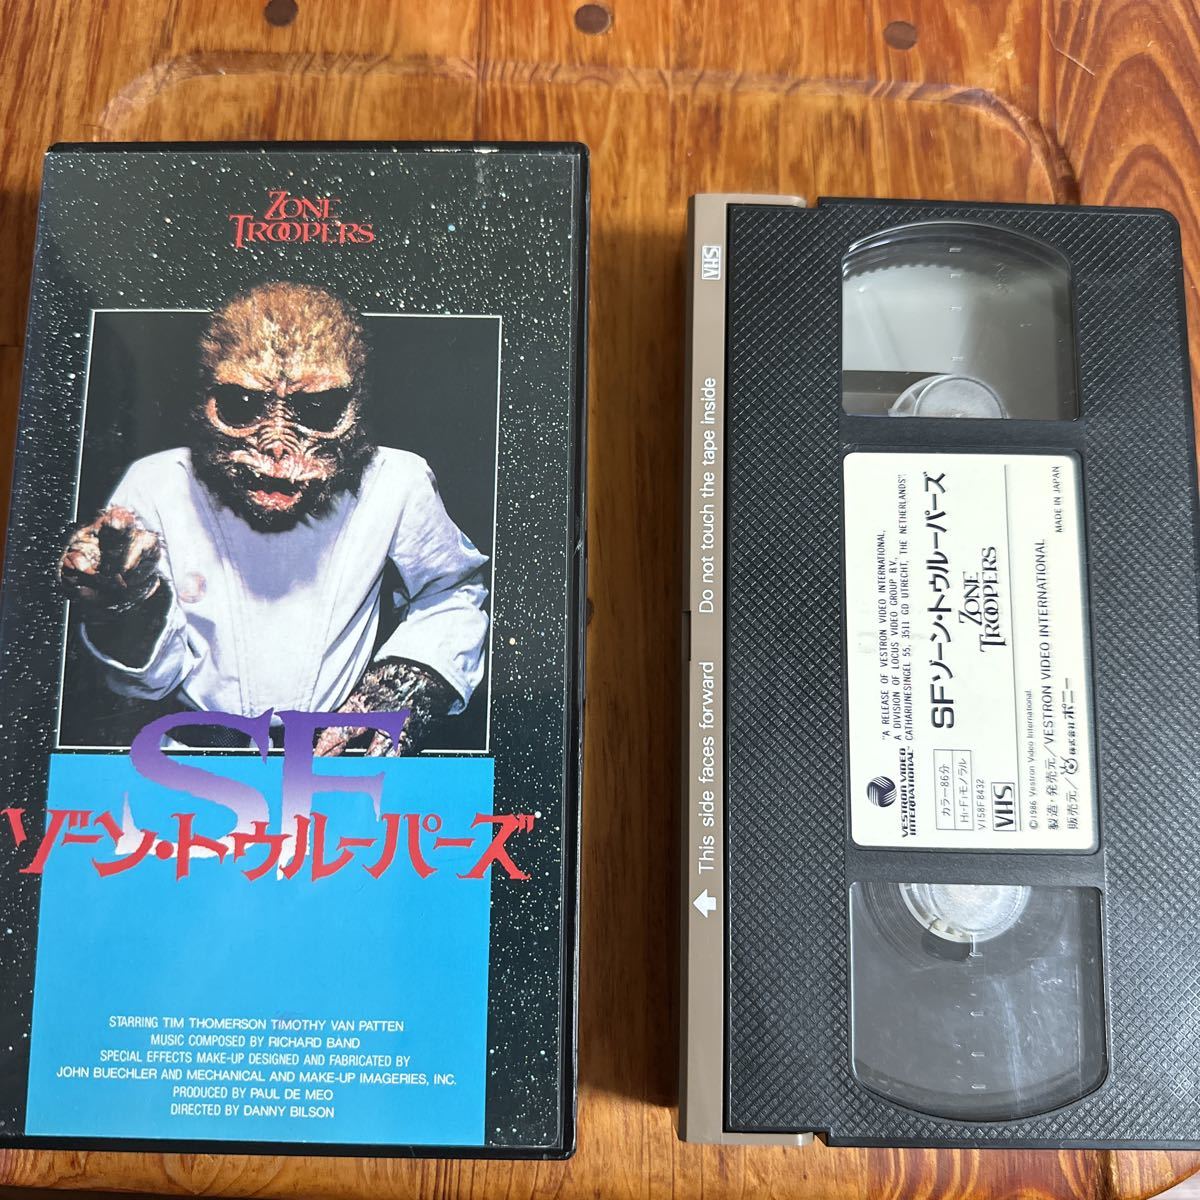 ZONE
TROOPERS
SF
ゾーン・トゥルーパーズ
STARRING TIM THOMERSON TIMOTHY VAN PATTEN
MUSIC COMPOSED BY RICHARD BAND
SPECIAL EFFECTS MAKE-UP DESIGNED AND FABRICATED BY
JOHN BUECHLER AND MECHANICAL AND MAKE-UP IMAGERIES, INC.
PRODUCED BY PAUL DE MEO
DIRECTED BY DANNY BILSON
VHS
This side faces forward Do not touch the tape inside
"A RELEASE OF VESTRON VIDEO INTERNATIONAL,
A DIVISION OF LOCUS VIDEO GROUP B.V.
CATHARIJNESINGEL 55, 3511 GD UTRECHT, THE NETHERLANDS"
VESTRON VIDEO
INTERNATIONAL™
SFゾーン・トゥルーパーズ
ZONE
TROOPERS
カラー86分
Hi-Fi:モノラル
V158F8432
VHS
©1986 Vestron Video International.
製造・発売元/VESTRON VIDEO INTERNATIONAL
販売元/株式会社ポニー
MADE IN JAPAN